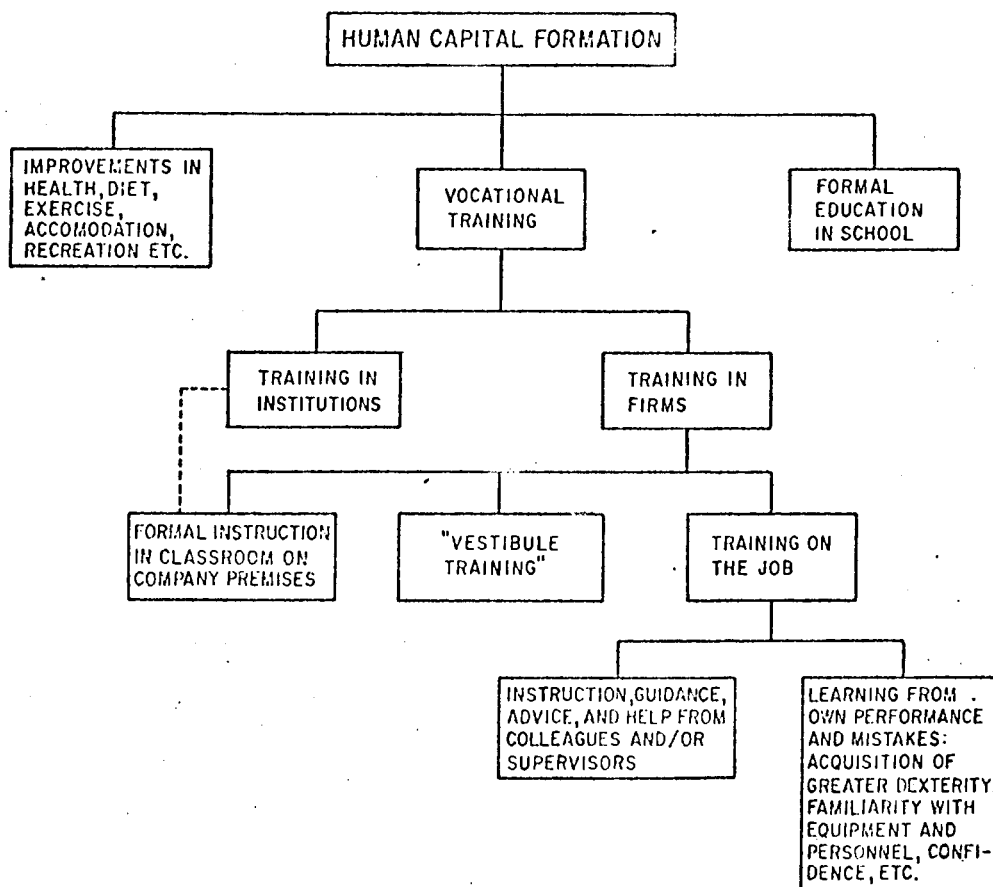 HUMAN CAPITAL FORMATION
IMPROVEMENTS IN
HEALTH, DIET,
EXERCISE,
ACCOMODATION,
RECREATION ETC.
VOCATIONAL
TRAINING
FORMAL
EDUCATION
IN SCHOOL
TRAINING IN
INSTITUTIONS
TRAINING IN
FIRMS
FORMAL INSTRUCTION
IN CLASSROOM ON
COMPANY PREMISES
"VESTIBULE
TRAINING"
TRAINING ON
THE JOB
INSTRUCTION, GUIDANCE,
ADVICE, AND HELP FROM
COLLEAGUES AND/OR
SUPERVISORS
LEARNING FROM
OWN PERFORMANCE
AND MISTAKES:
ACQUISITION OF
GREATER DEXTERITY
FAMILIARITY WITH
EQUIPMENT AND
PERSONNEL, CONFI-
DENCE, ETC.